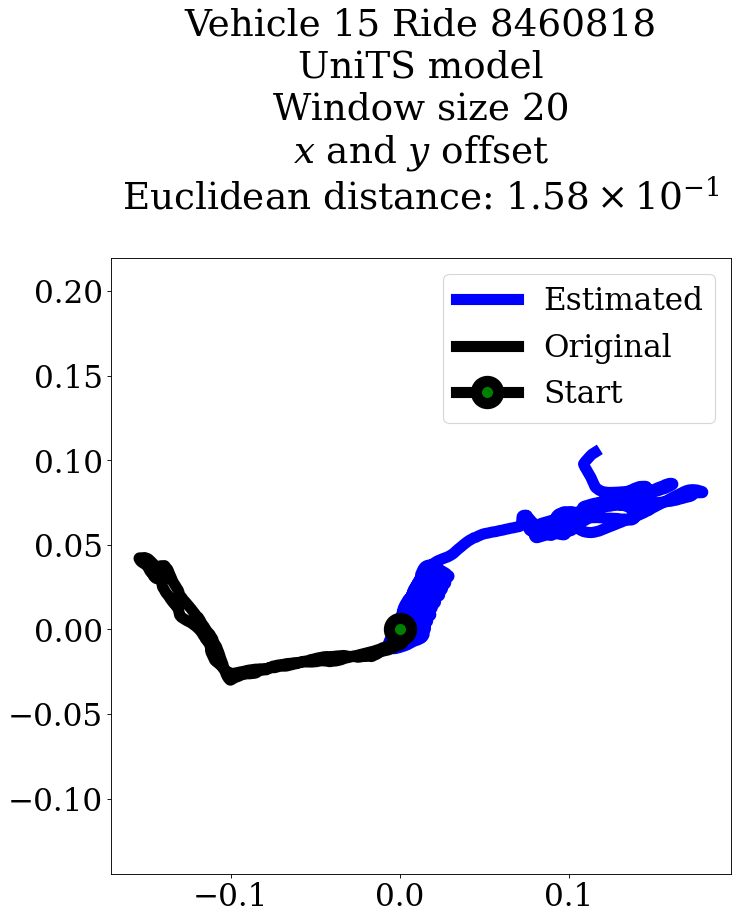 Vehicle 15 Ride 8460818
UniTS model
Window size 20
x and y offset
Euclidean distance: 1.58 × 10⁻¹
Estimated
Original
Start
0.20
0.15
0.10
0.05
0.00
−0.05
−0.10
−0.1 0.0 0.1